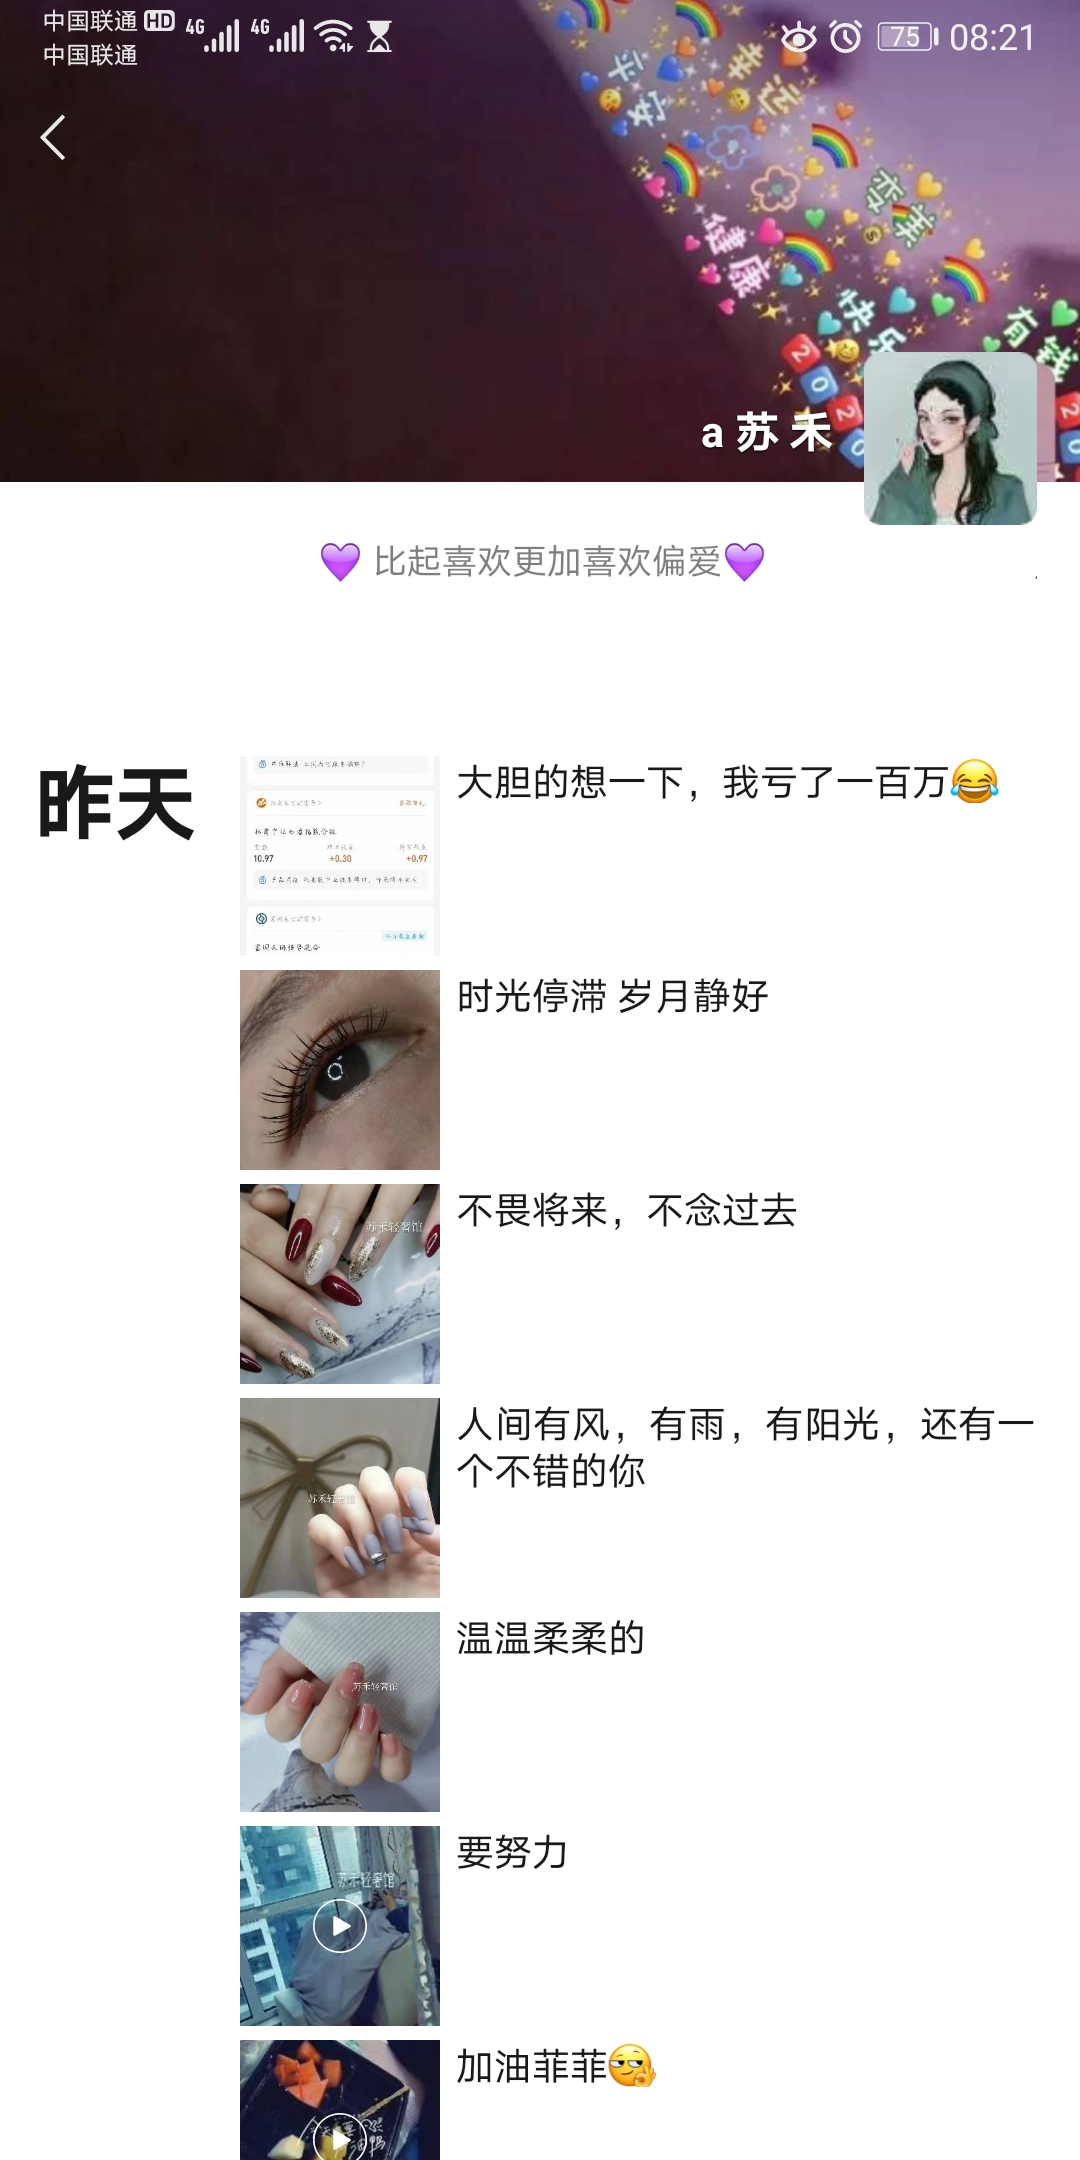 中国联通 HD 4G 4G 75 08:21
中国联通
平安
幸运
变美
健康
快乐
有钱
2020
a 苏 禾
💜 比起喜欢更加喜欢偏爱💜
昨天
大胆的想一下，我亏了一百万😂
10.97 +0.30 +0.97
时光停滞 岁月静好
不畏将来，不念过去
苏禾轻奢馆
人间有风，有雨，有阳光，还有一
个不错的你
苏禾轻奢馆
温温柔柔的
苏禾轻奢馆
要努力
苏禾轻奢馆
加油菲菲